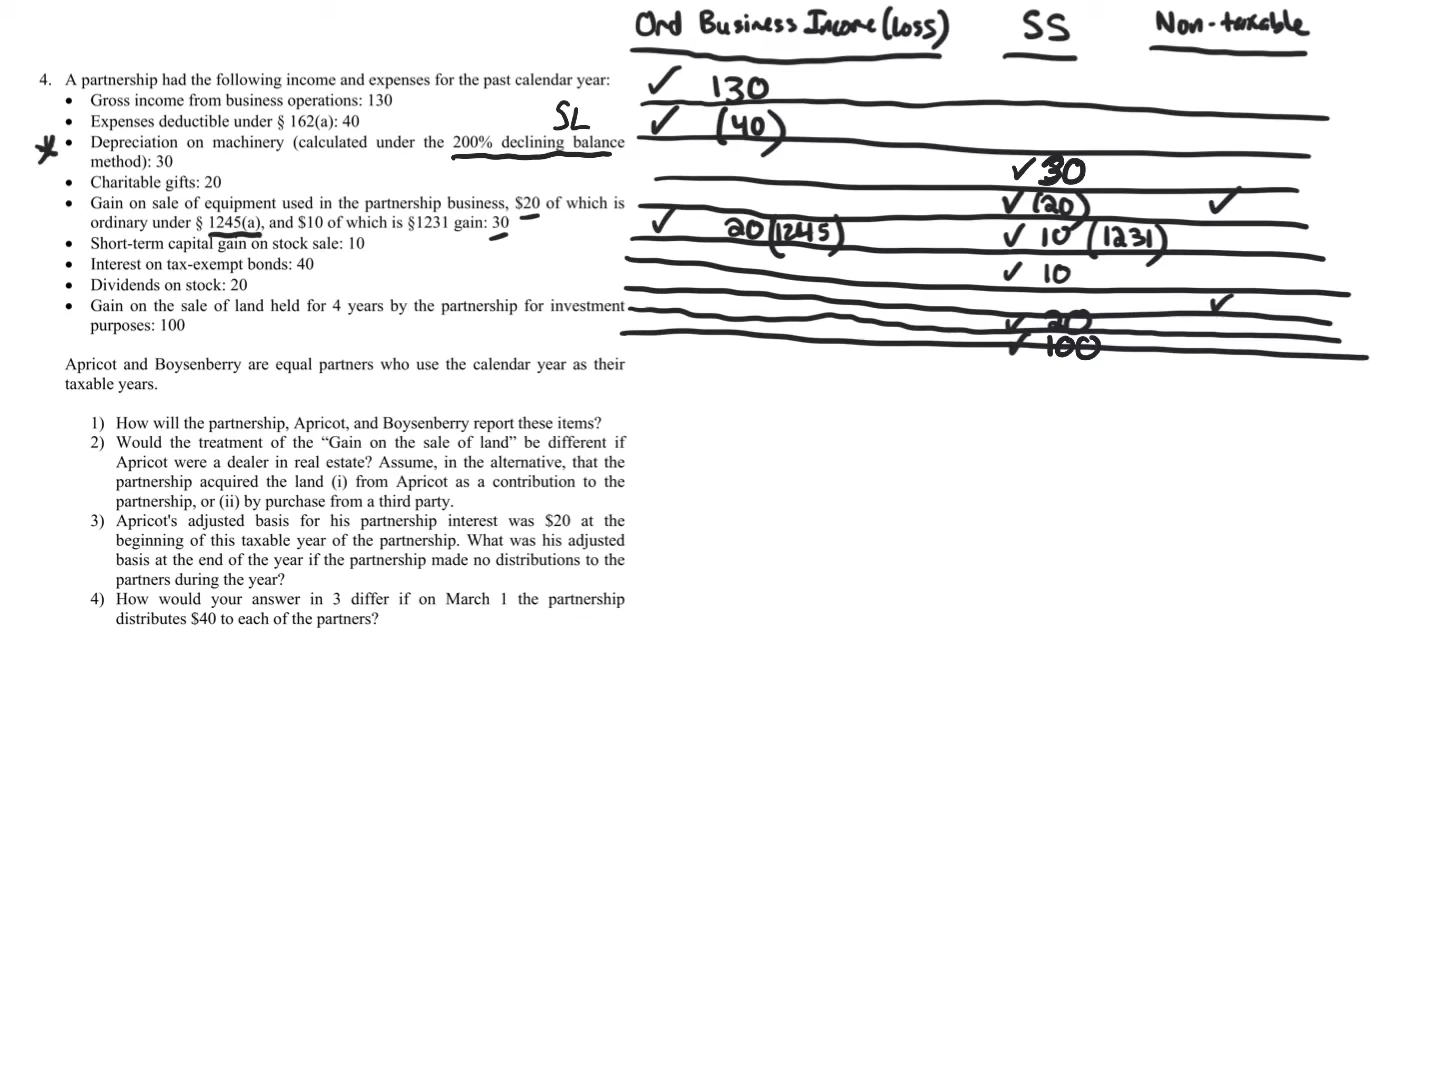 Ord Business Income (Loss) SS Non-taxable
4. A partnership had the following income and expenses for the past calendar year:
✓ 130
• Gross income from business operations: 130
SL
• Expenses deductible under § 162(a): 40
✓ (40)
* • Depreciation on machinery (calculated under the 200% declining balance
method): 30
✓ 30
• Charitable gifts: 20
✓ (20) ✓
• Gain on sale of equipment used in the partnership business, $20 of which is
ordinary under § 1245(a), and $10 of which is §1231 gain: 30
✓ 20 (1245) ✓ 10 (1231)
• Short-term capital gain on stock sale: 10
✓ 10
• Interest on tax-exempt bonds: 40
✓
• Dividends on stock: 20
✓ 20
• Gain on the sale of land held for 4 years by the partnership for investment
purposes: 100
✓ 100
Apricot and Boysenberry are equal partners who use the calendar year as their
taxable years.
1) How will the partnership, Apricot, and Boysenberry report these items?
2) Would the treatment of the “Gain on the sale of land” be different if
Apricot were a dealer in real estate? Assume, in the alternative, that the
partnership acquired the land (i) from Apricot as a contribution to the
partnership, or (ii) by purchase from a third party.
3) Apricot's adjusted basis for his partnership interest was $20 at the
beginning of this taxable year of the partnership. What was his adjusted
basis at the end of the year if the partnership made no distributions to the
partners during the year?
4) How would your answer in 3 differ if on March 1 the partnership
distributes $40 to each of the partners?